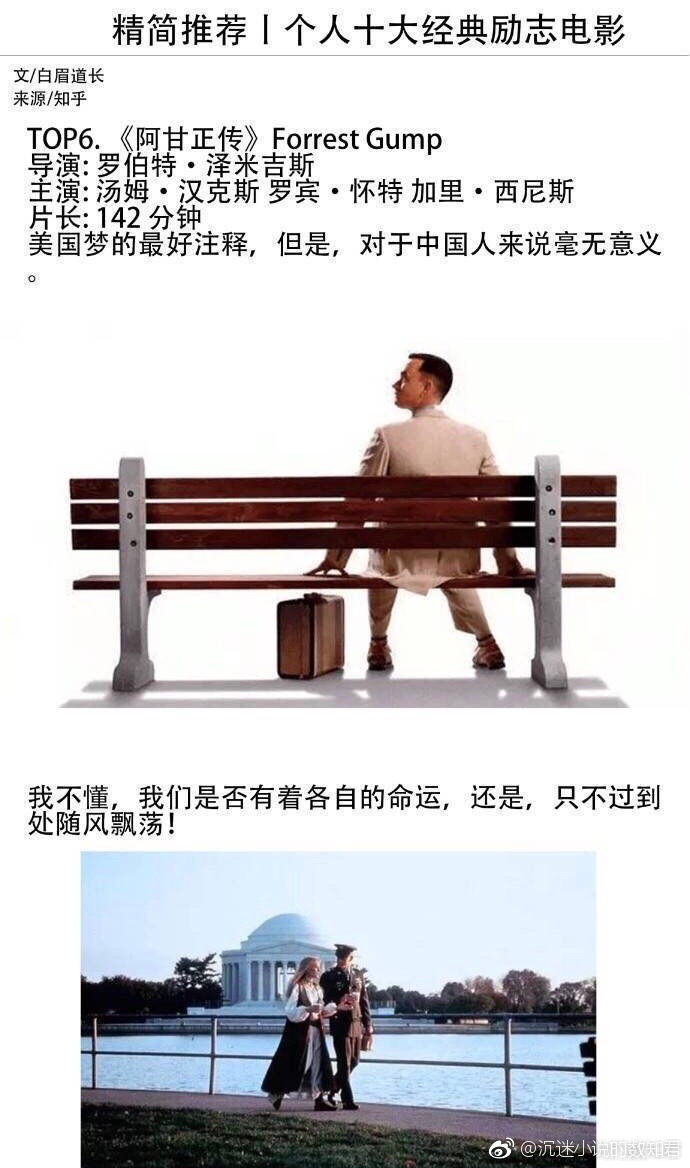 精简推荐丨个人十大经典励志电影
文/白眉道长
来源/知乎
TOP6.《阿甘正传》Forrest Gump
导演: 罗伯特・泽米吉斯
主演: 汤姆・汉克斯 罗宾・怀特 加里・西尼斯
片长: 142 分钟
美国梦的最好注释，但是，对于中国人来说毫无意义
。
我不懂，我们是否有着各自的命运，还是，只不过到
处随风飘荡！
@沉迷小说的数知君